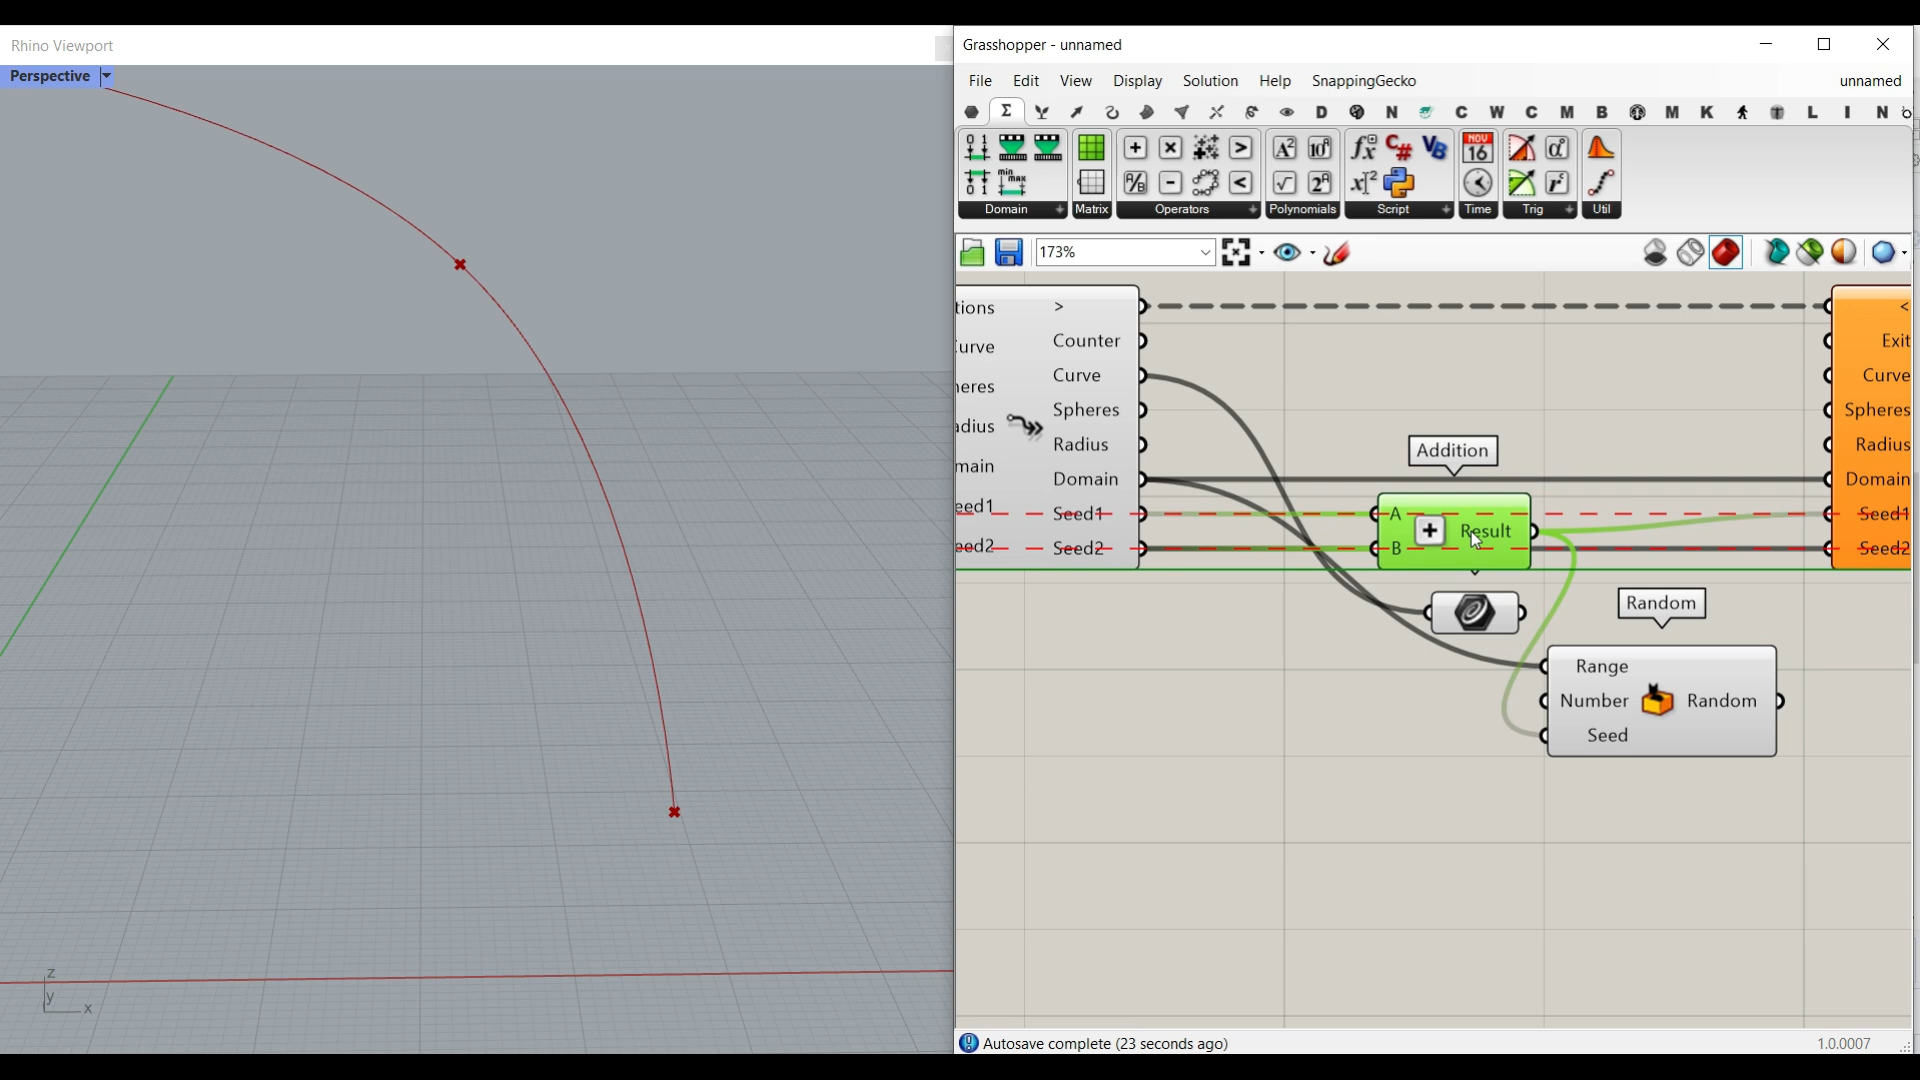 Rhino Viewport
Perspective
z
y
x
Grasshopper - unnamed
File Edit View Display Solution Help SnappingGecko unnamed
Σ D N C W C M B M K L I N
Domain Matrix Operators Polynomials Script Time Trig Util
173%
tions >
Counter
urve Curve
heres Spheres
adius Radius
main Domain
eed1 Seed1
eed2 Seed2
Addition
A
B
Result
<
Exit
Curve
Spheres
Radius
Domain
Seed1
Seed2
Random
Range
Number Random
Seed
Autosave complete (23 seconds ago) 1.0.0007